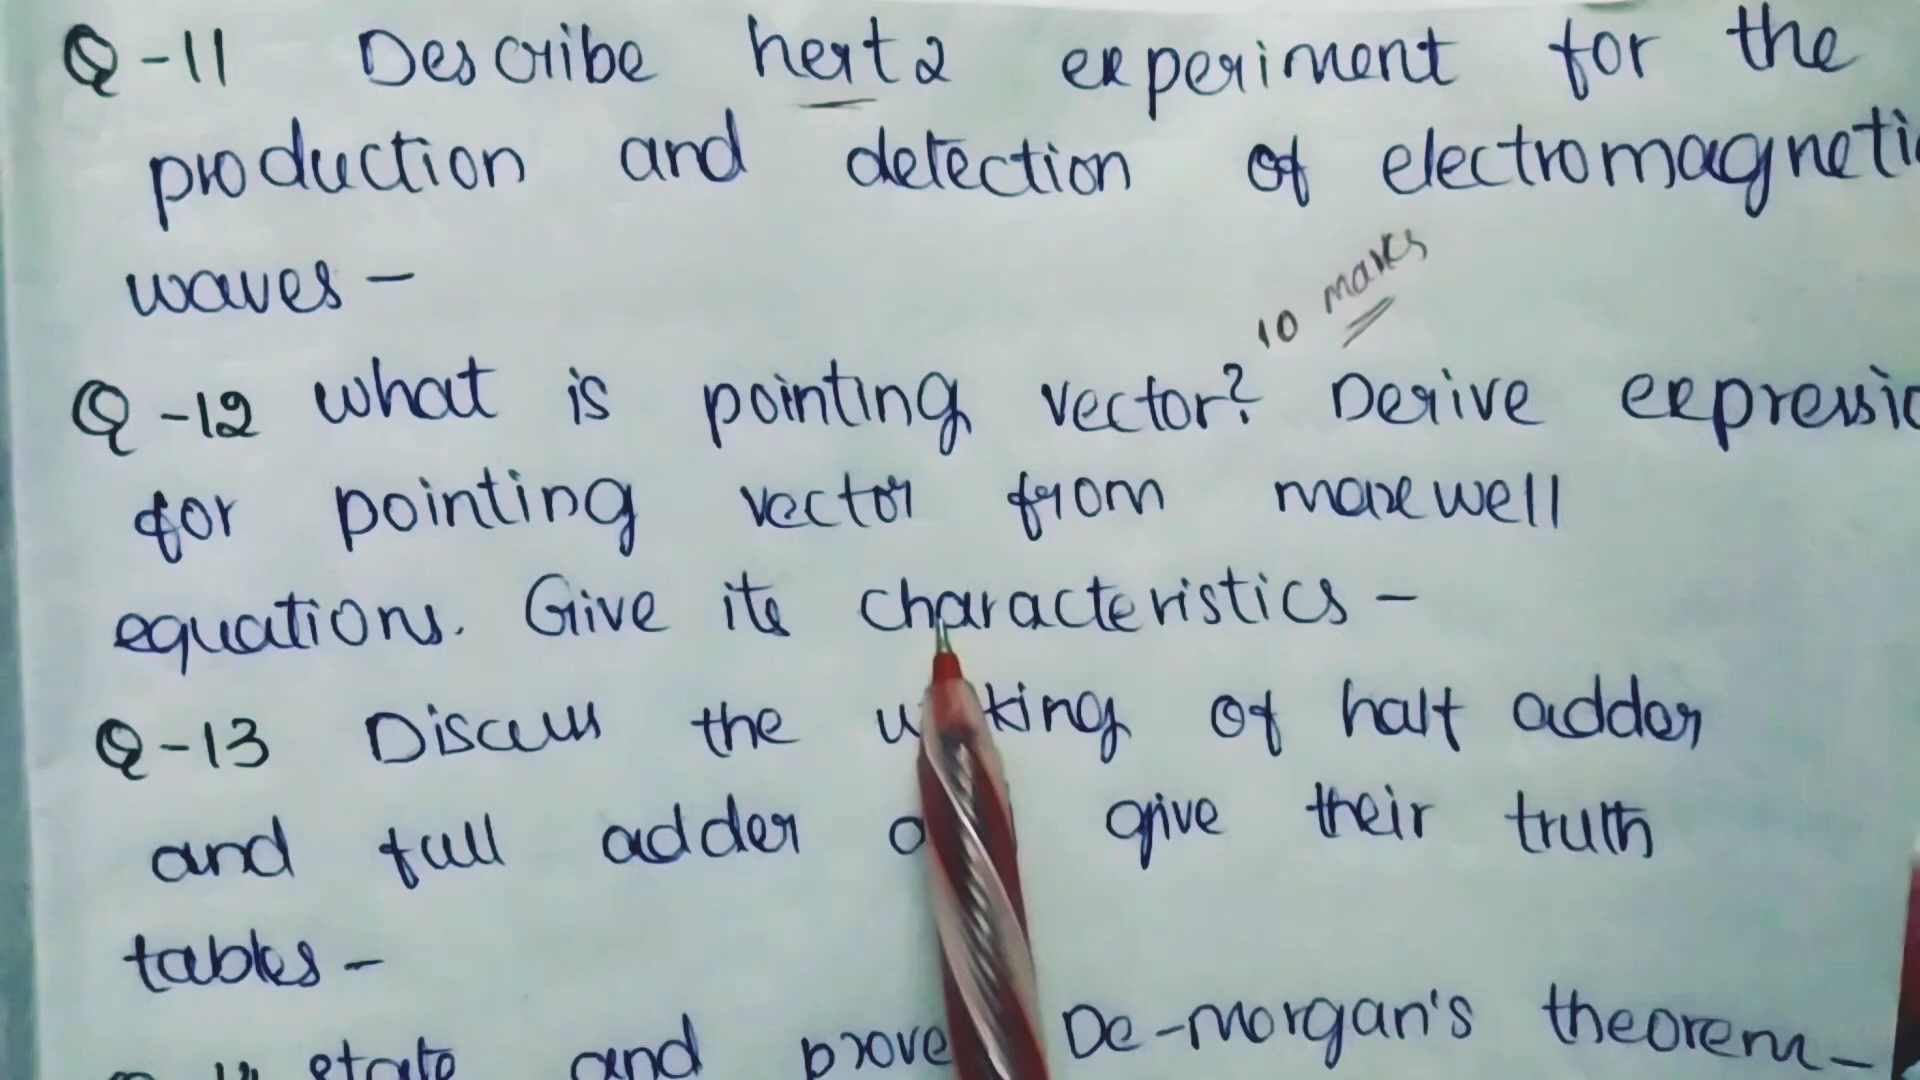 Q-11 Describe hertz experiment for the
production and detection of electromagnetic
waves -
10 marks
Q-12 what is pointing vector? Derive expressio
for pointing vector from maxwell
equations. Give its characteristics -
Q-13 Discuss the king of half adder
and full adder give their truth
tables -
state and prove De-morgan's theorem-